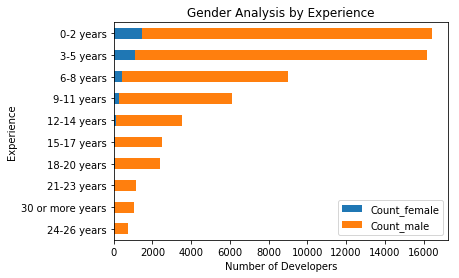 Gender Analysis by Experience
Experience
0-2 years
3-5 years
6-8 years
9-11 years
12-14 years
15-17 years
18-20 years
21-23 years
30 or more years
24-26 years
Count_female
Count_male
0 2000 4000 6000 8000 10000 12000 14000 16000
Number of Developers